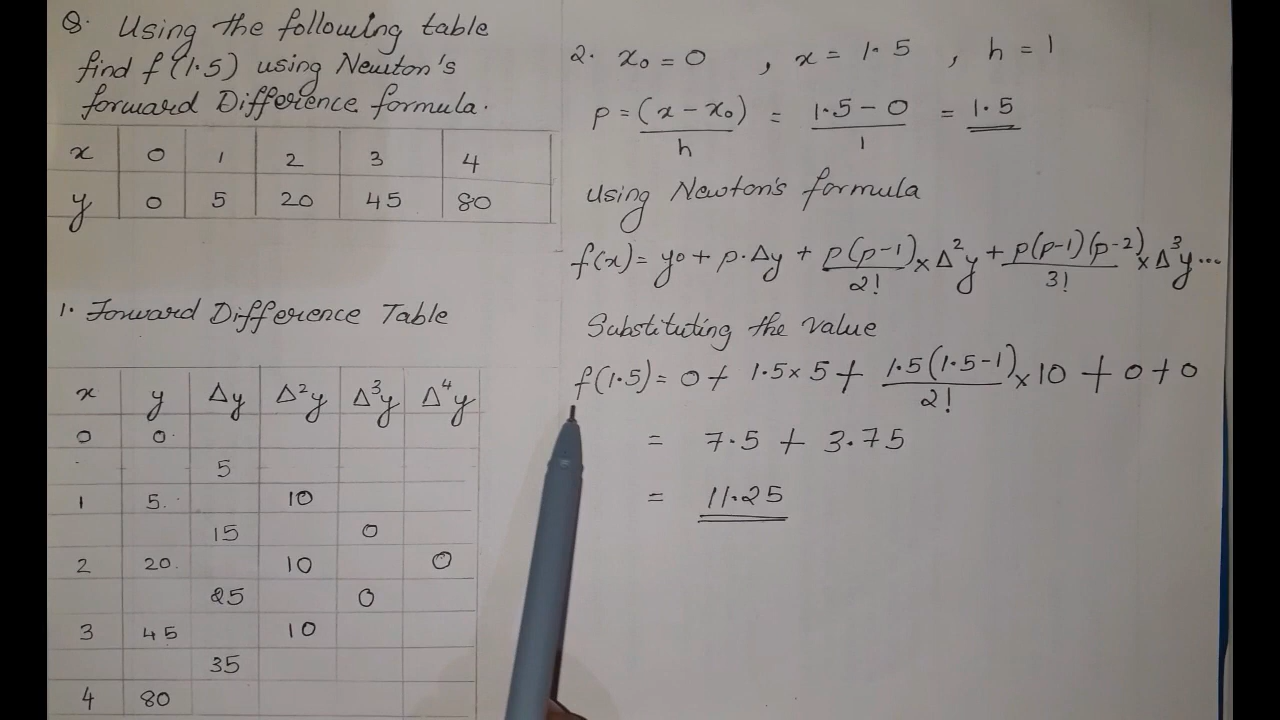 Q. Using the following table
find f(1.5) using Newton's
forward Difference formula.
x 0 1 2 3 4
y 0 5 20 45 80
1. Forward Difference Table
x y Δy Δ²y Δ³y Δ⁴y
0 0
5
1 5 10
15 0
2 20 10 0
25 0
3 45 10
35
4 80
2. x₀ = 0 , x = 1.5 , h = 1
p = (x - x₀)/h = (1.5 - 0)/1 = 1.5
Using Newton's formula
f(x) = y₀ + p.Δy + p(p-1)/2! × Δ²y + p(p-1)(p-2)/3! × Δ³y ...
Substituting the value
f(1.5) = 0 + 1.5×5 + 1.5(1.5-1)/2! × 10 + 0 + 0
= 7.5 + 3.75
= 11.25